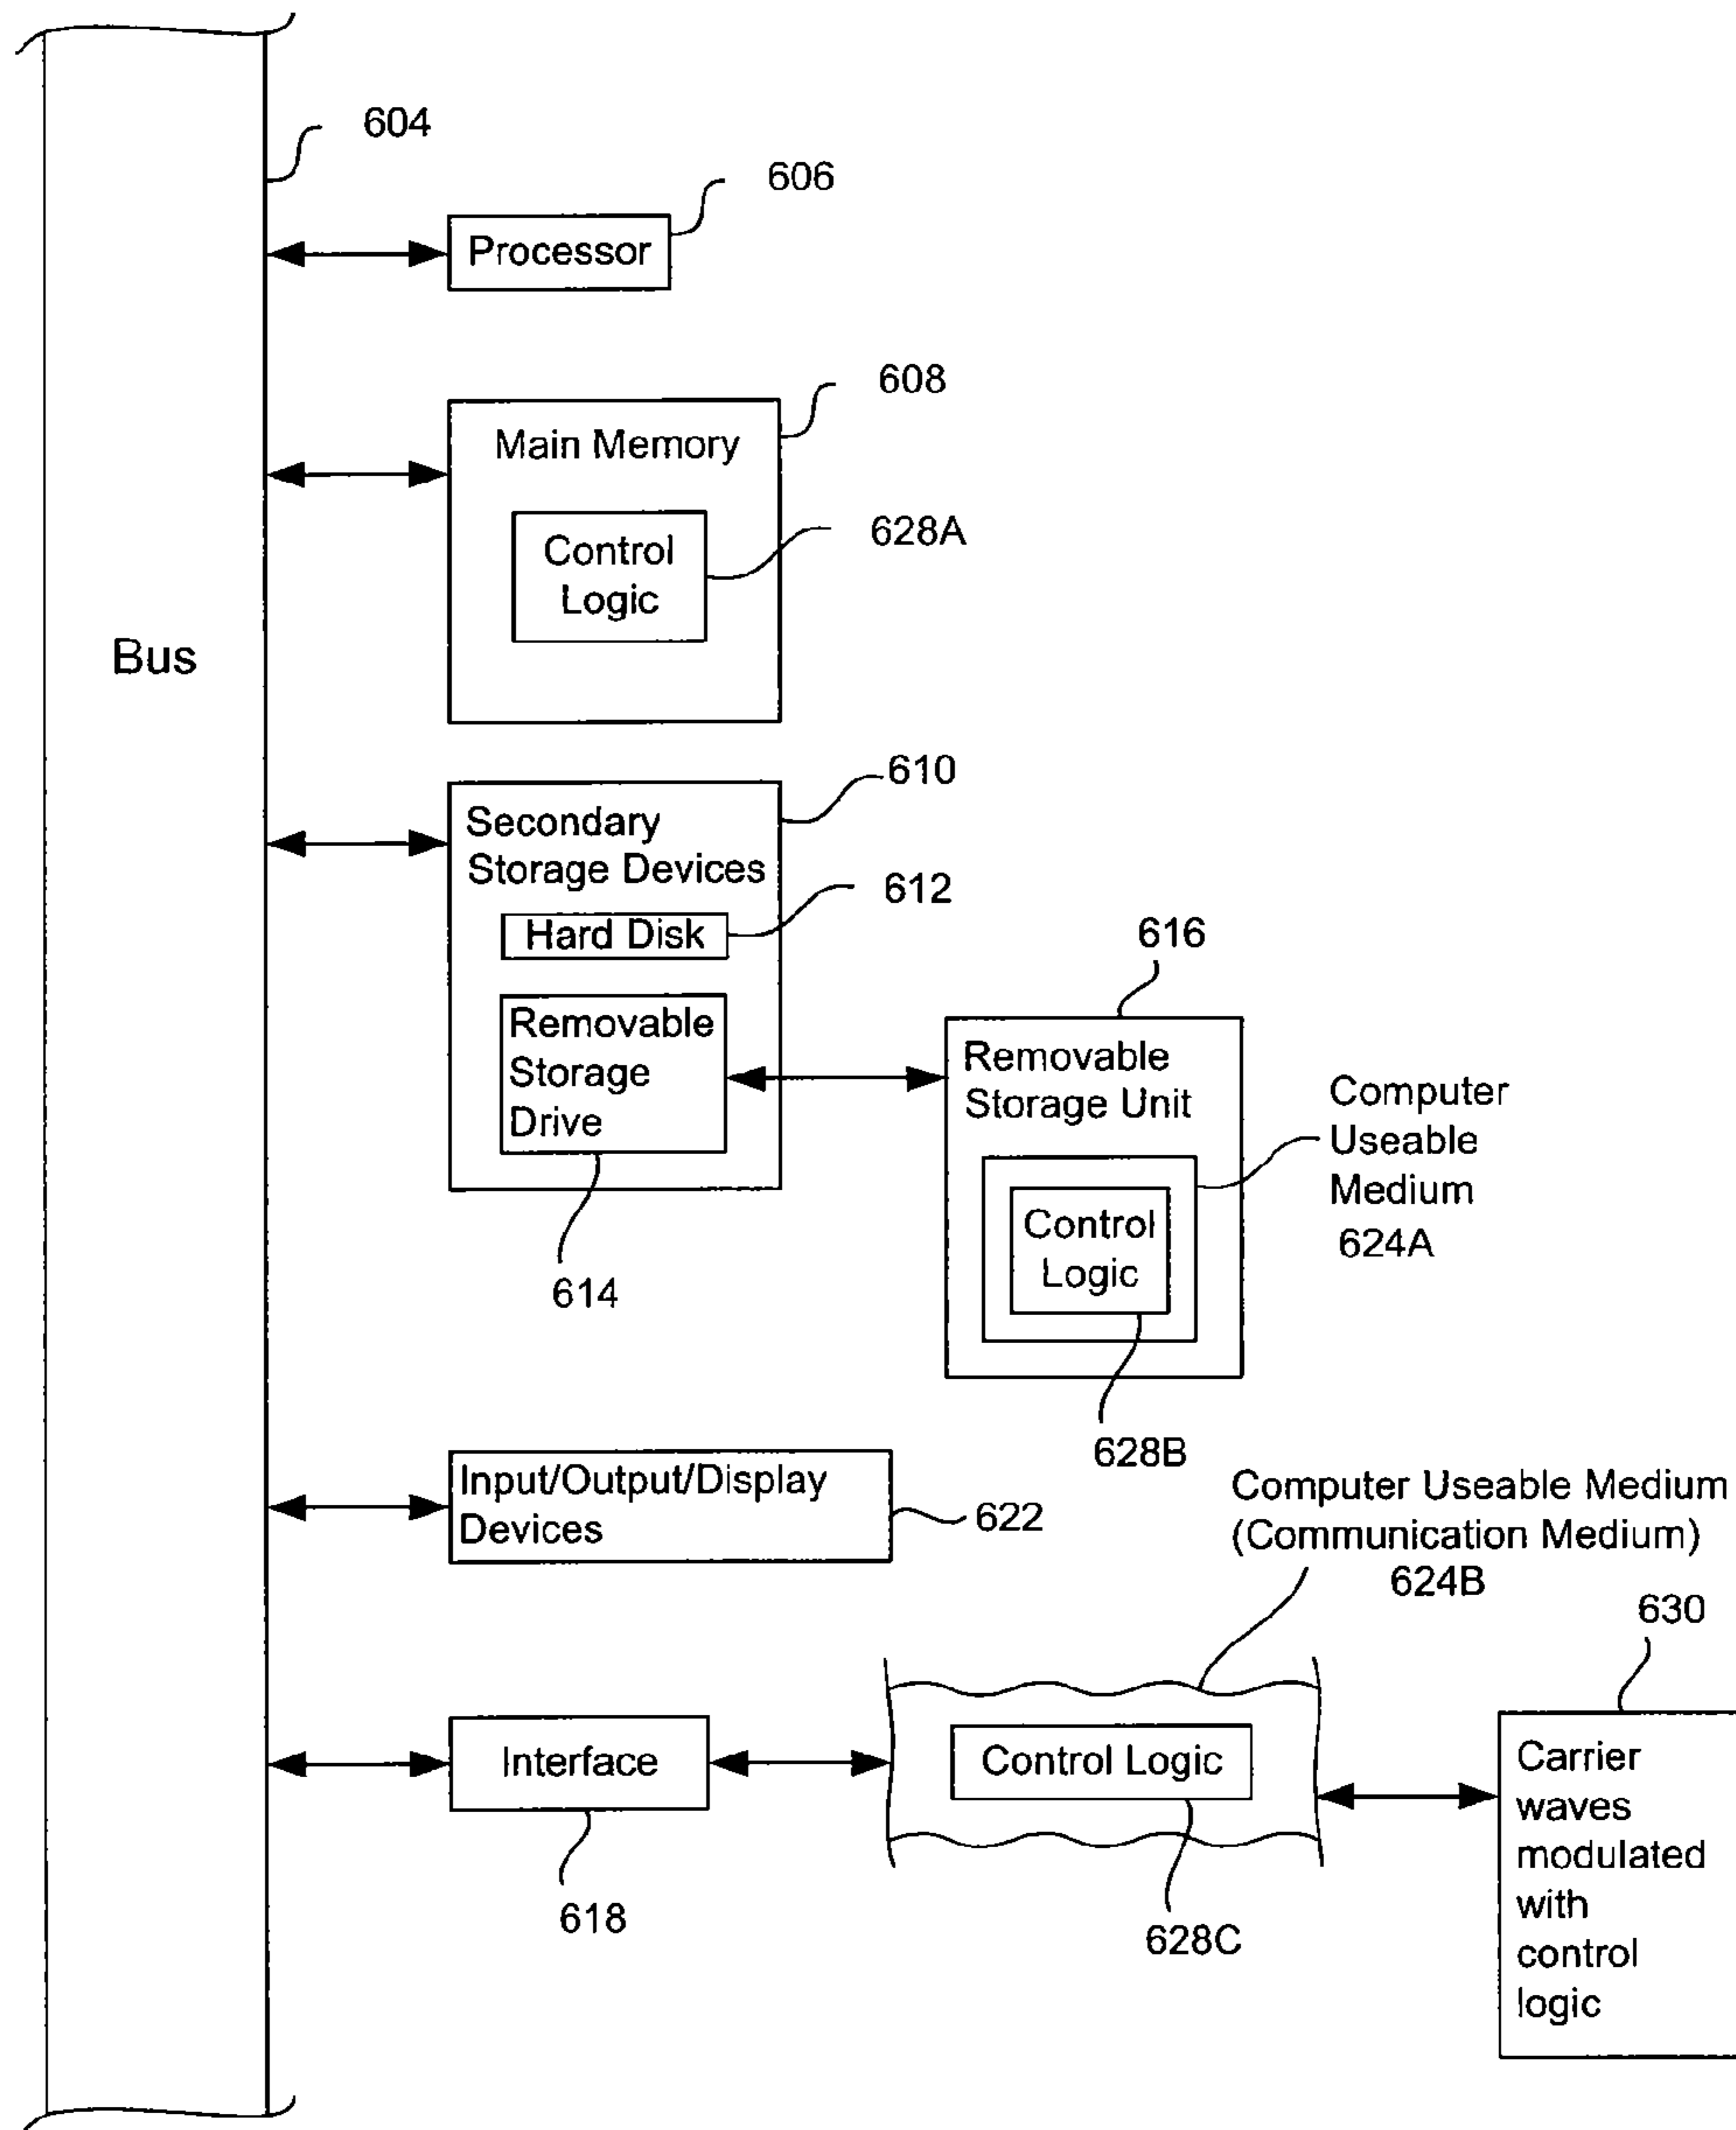 604
606
Processor
608
Main Memory
628A
Control
Logic
Bus
610
Secondary
Storage Devices
612
Hard Disk
616
Removable
Storage
Drive
Removable
Storage Unit
Computer
Useable
Medium
624A
Control
Logic
614
628B
Input/Output/Display
Devices
622
Computer Useable Medium
(Communication Medium)
624B
630
Interface
Control Logic
Carrier
waves
modulated
with
control
logic
618
628C